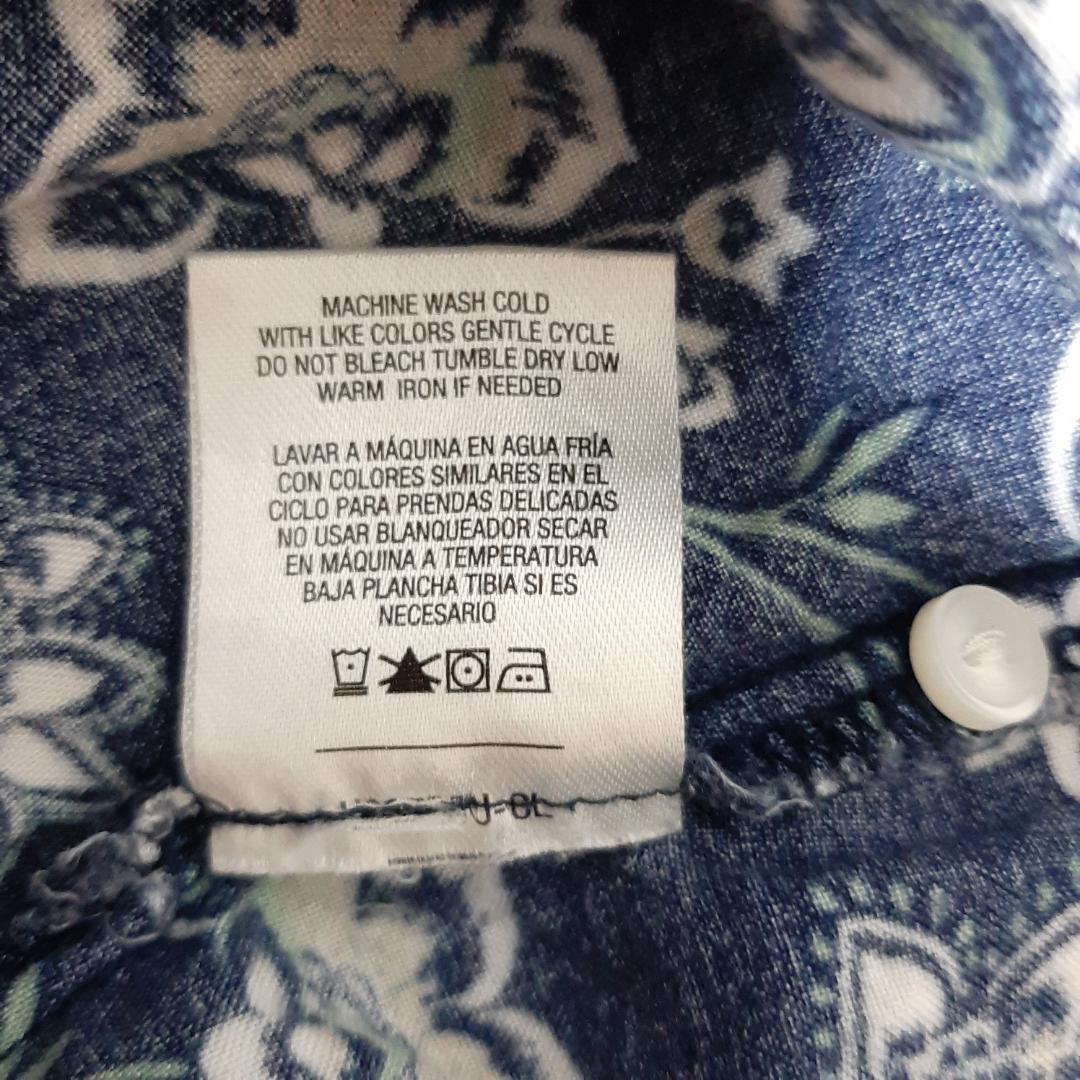 MACHINE WASH COLD
WITH LIKE COLORS GENTLE CYCLE
DO NOT BLEACH TUMBLE DRY LOW
WARM IRON IF NEEDED
LAVAR A MÁQUINA EN AGUA FRÍA
CON COLORES SIMILARES EN EL
CICLO PARA PRENDAS DELICADAS
NO USAR BLANQUEADOR SECAR
EN MÁQUINA A TEMPERATURA
BAJA PLANCHA TIBIA SI ES
NECESARIO